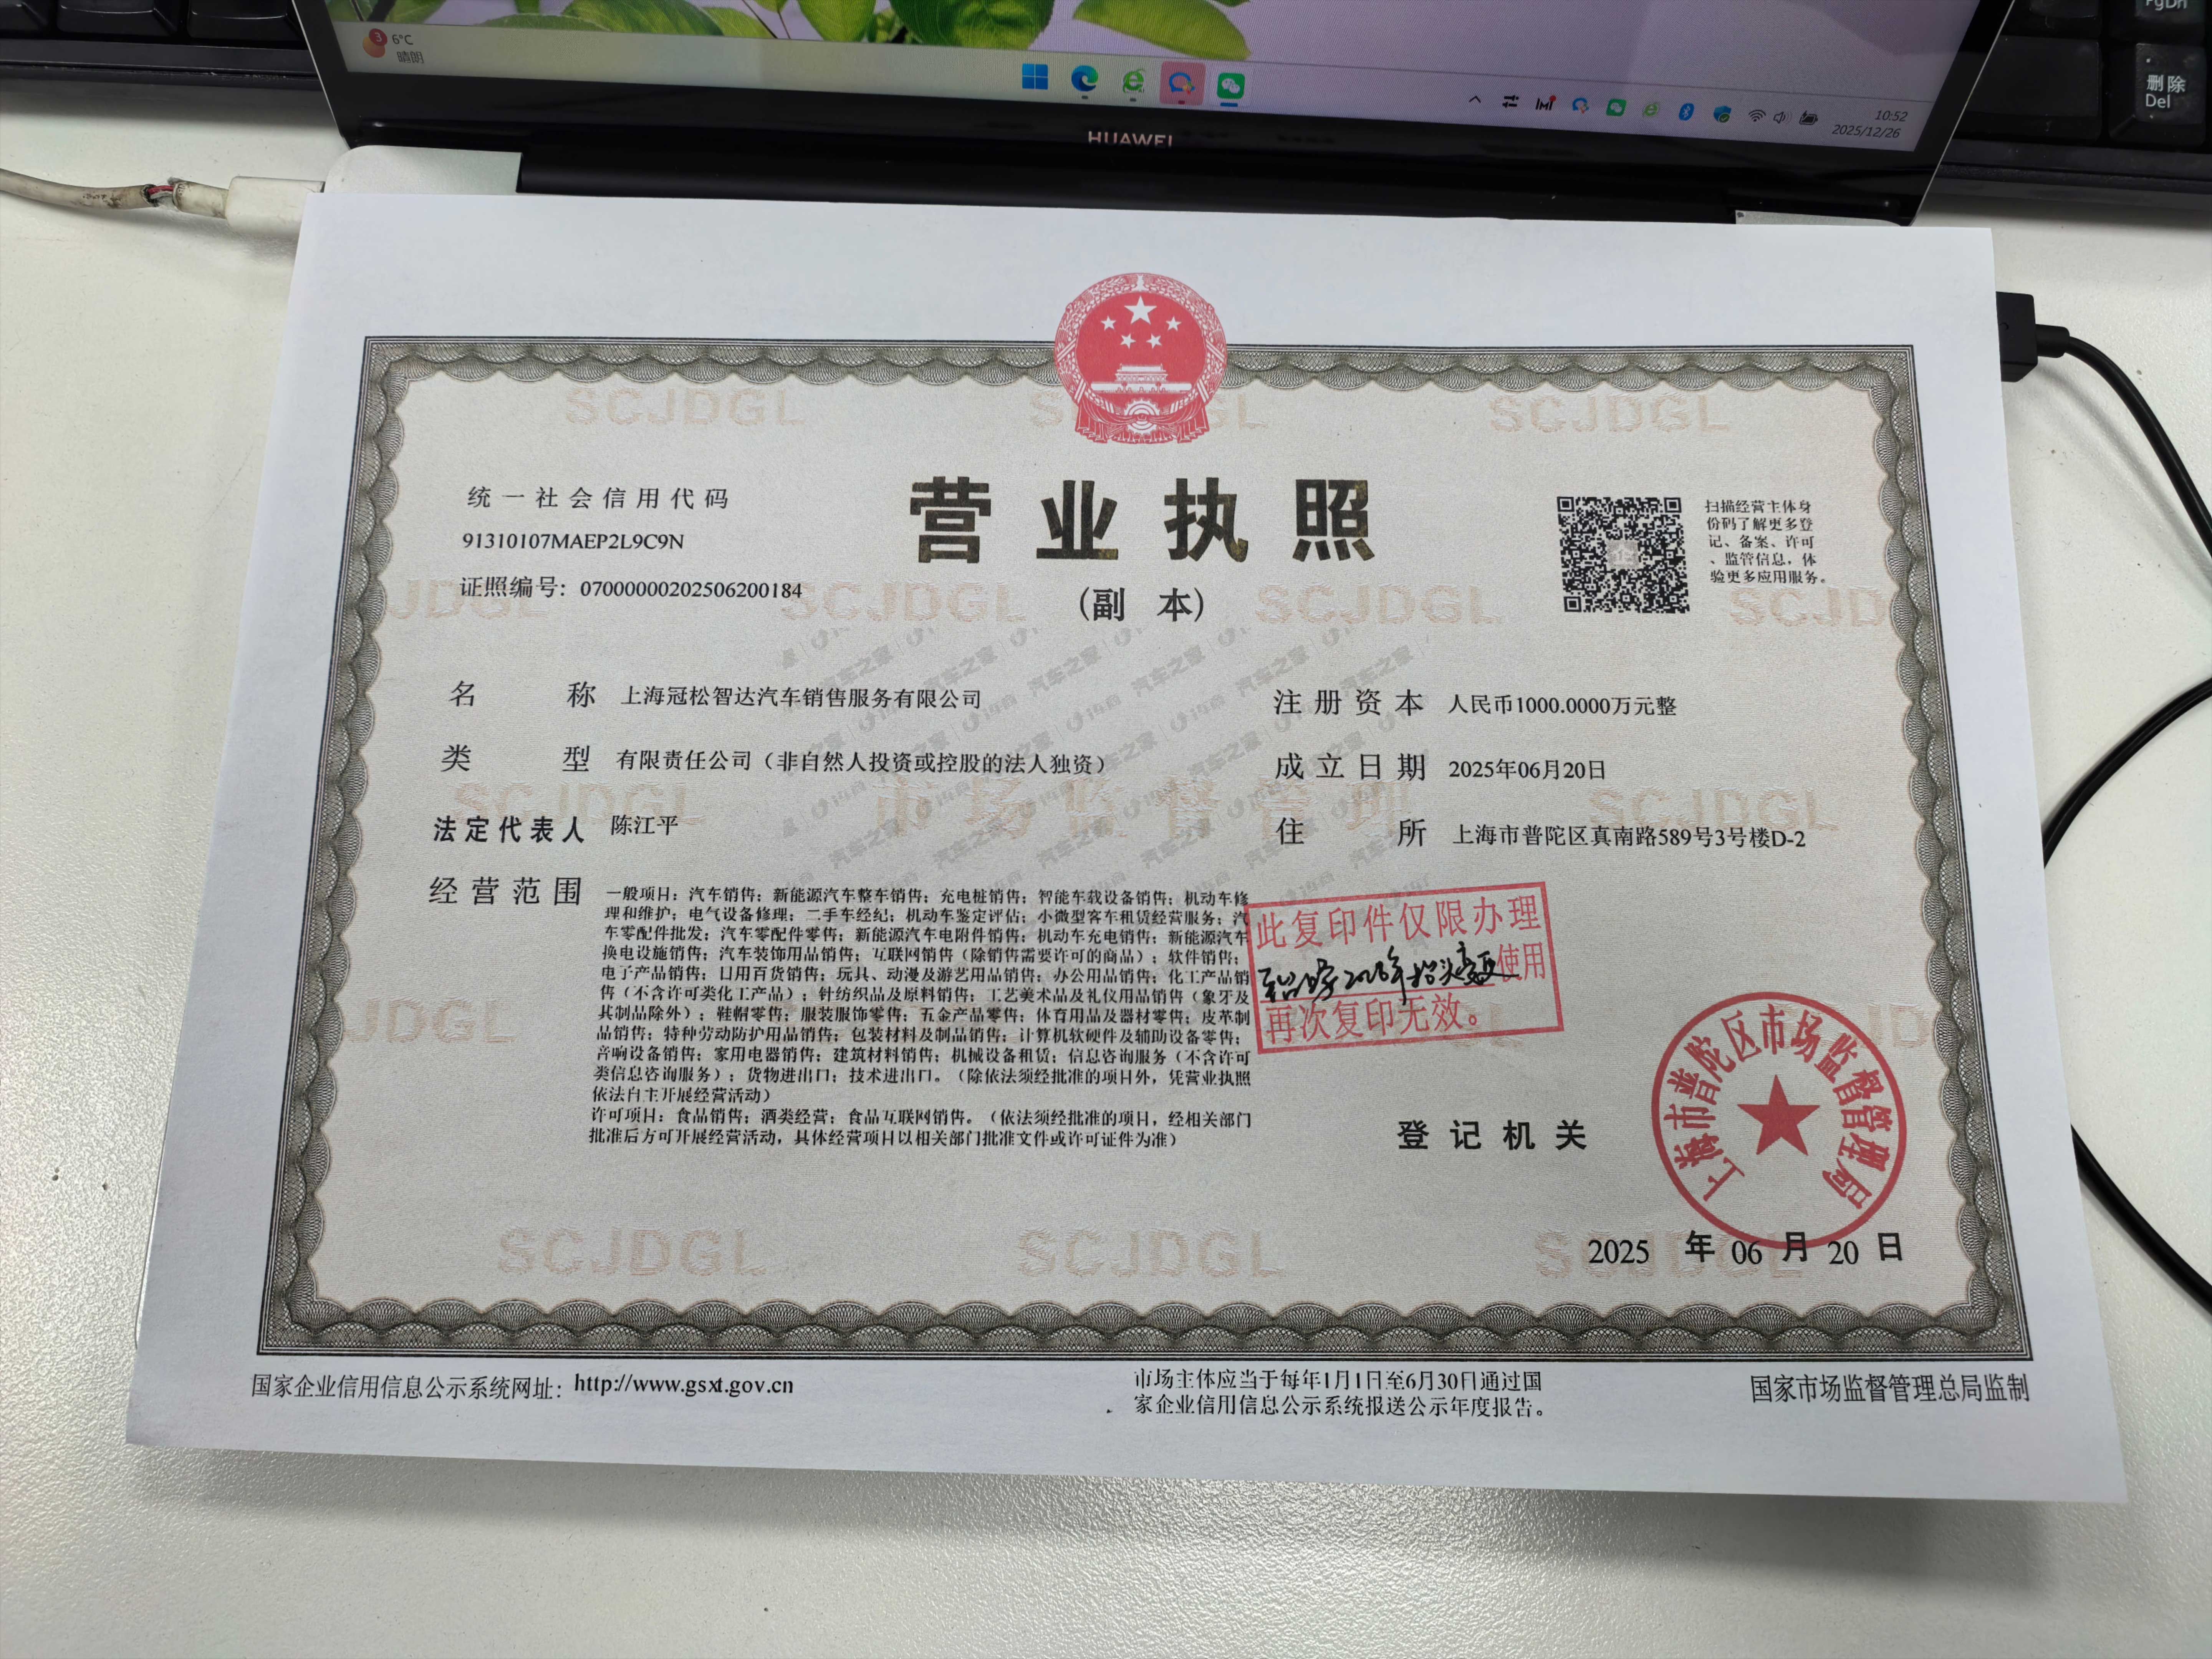 3
6°C
晴朗
10:52
2025/12/26
HUAWEI
PgDn
删除
Del
SCJDGL
营业执照
(副 本)
统一社会信用代码
91310107MAEP2L9C9N
证照编号：07000000202506200184
扫描经营主体身
份码了解更多登
记、备案、许可
、监管信息，体
验更多应用服务。
名称 上海冠松智达汽车销售服务有限公司
类型 有限责任公司（非自然人投资或控股的法人独资）
法定代表人 陈江平
经营范围 一般项目：汽车销售；新能源汽车整车销售；充电桩销售；智能车载设备销售；机动车修
理和维护；电气设备修理；二手车经纪；机动车鉴定评估；小微型客车租赁经营服务；汽
车零配件批发；汽车零配件零售；新能源汽车电附件销售；机动车充电销售；新能源汽车
换电设施销售；汽车装饰用品销售；互联网销售（除销售需要许可的商品）；软件销售；
电子产品销售；日用百货销售；玩具、动漫及游艺用品销售；办公用品销售；化工产品销
售（不含许可类化工产品）；针纺织品及原料销售；工艺美术品及礼仪用品销售（象牙及
其制品除外）；鞋帽零售；服装服饰零售；五金产品零售；体育用品及器材零售；皮革制
品销售；特种劳动防护用品销售；包装材料及制品销售；计算机软硬件及辅助设备零售；
音响设备销售；家用电器销售；建筑材料销售；机械设备租赁；信息咨询服务（不含许可
类信息咨询服务）；货物进出口；技术进出口。（除依法须经批准的项目外，凭营业执照
依法自主开展经营活动）
许可项目：食品销售；酒类经营；食品互联网销售。（依法须经批准的项目，经相关部门
批准后方可开展经营活动，具体经营项目以相关部门批准文件或许可证件为准）
注册资本 人民币1000.0000万元整
成立日期 2025年06月20日
住所 上海市普陀区真南路589号3号楼D-2
此复印件仅限办理
2026年抬头变更使用
再次复印无效。
登记机关
上海市普陀区市场监督管理局
2025 年 06 月 20 日
汽车之家
国家企业信用信息公示系统网址：http://www.gsxt.gov.cn
市场主体应当于每年1月1日至6月30日通过国
家企业信用信息公示系统报送公示年度报告。
国家市场监督管理总局监制